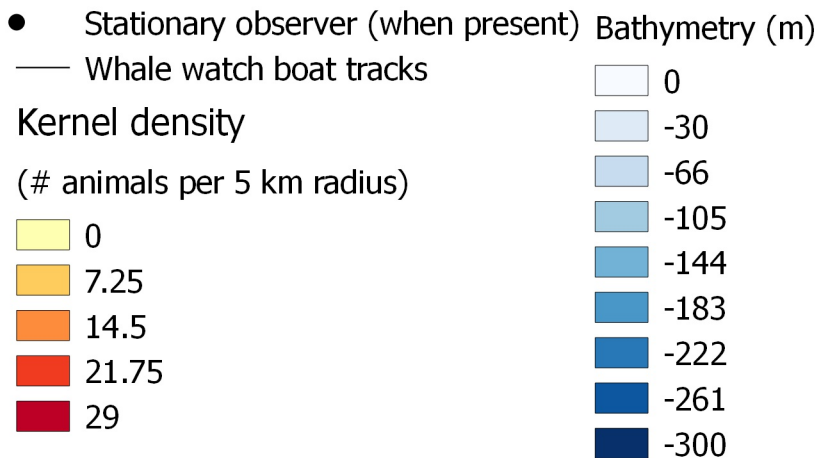 Stationary observer (when present)
Whale watch boat tracks
Kernel density
(# animals per 5 km radius)
0
7.25
14.5
21.75
29
Bathymetry (m)
0
-30
-66
-105
-144
-183
-222
-261
-300